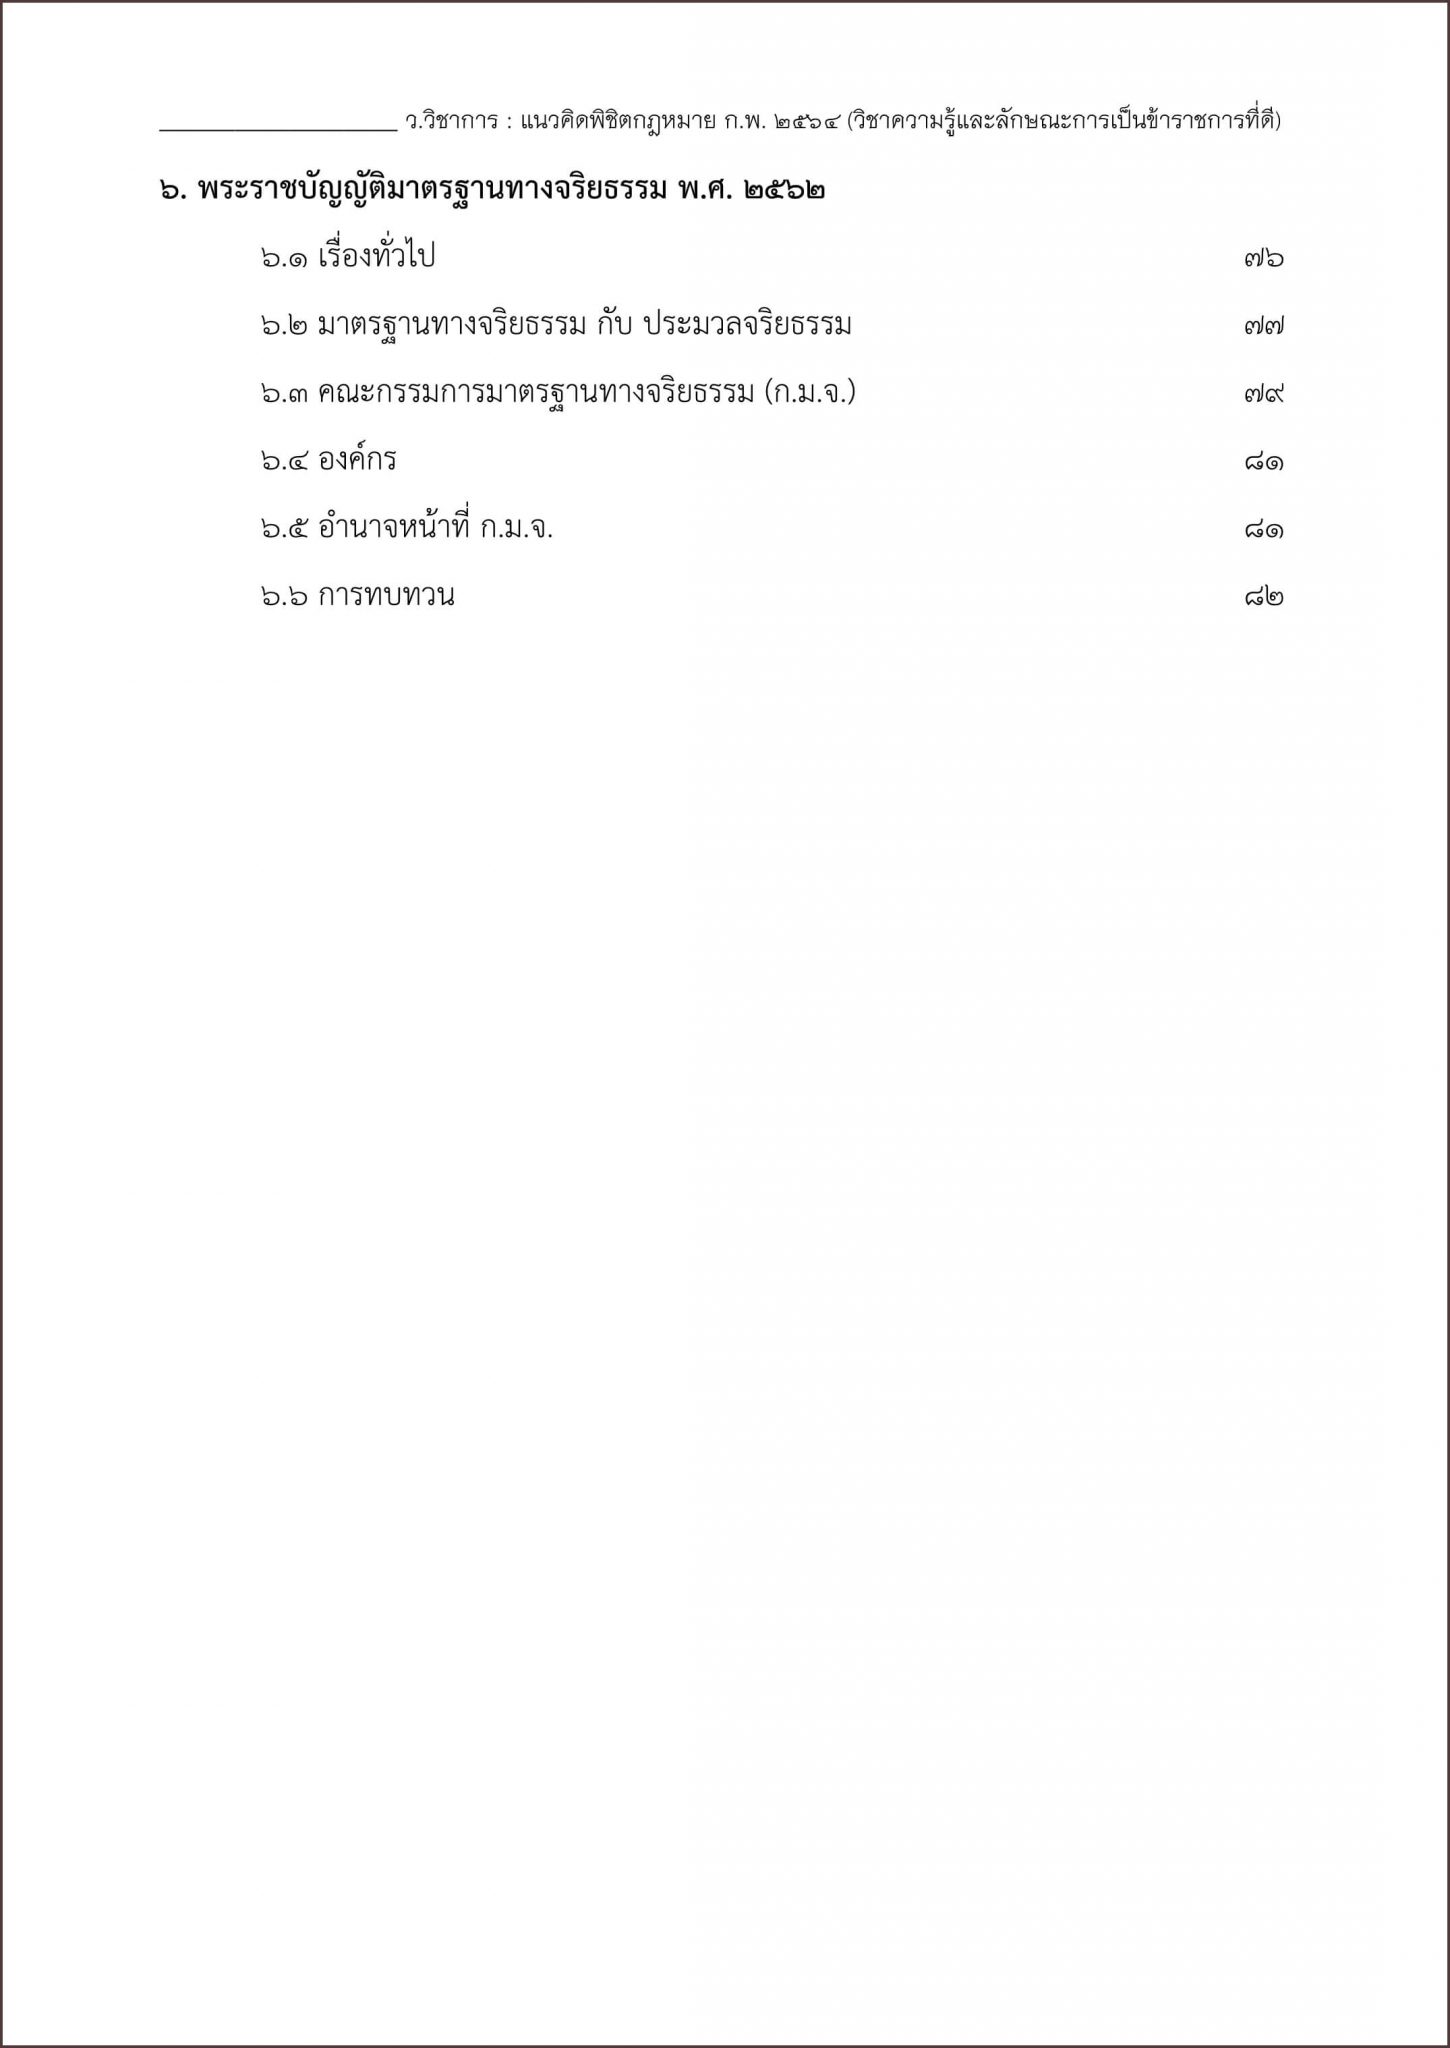 ว.วิชาการ : แนวคิดพิชิตกฎหมาย ก.พ. ๒๕๖๔ (วิชาความรู้และลักษณะการเป็นข้าราชการที่ดี)
๖. พระราชบัญญัติมาตรฐานทางจริยธรรม พ.ศ. ๒๕๖๒
๖.๑ เรื่องทั่วไป ๗๖
๖.๒ มาตรฐานทางจริยธรรม กับ ประมวลจริยธรรม ๗๗
๖.๓ คณะกรรมการมาตรฐานทางจริยธรรม (ก.ม.จ.) ๗๙
๖.๔ องค์กร ๘๑
๖.๕ อำนาจหน้าที่ ก.ม.จ. ๘๑
๖.๖ การทบทวน ๘๒